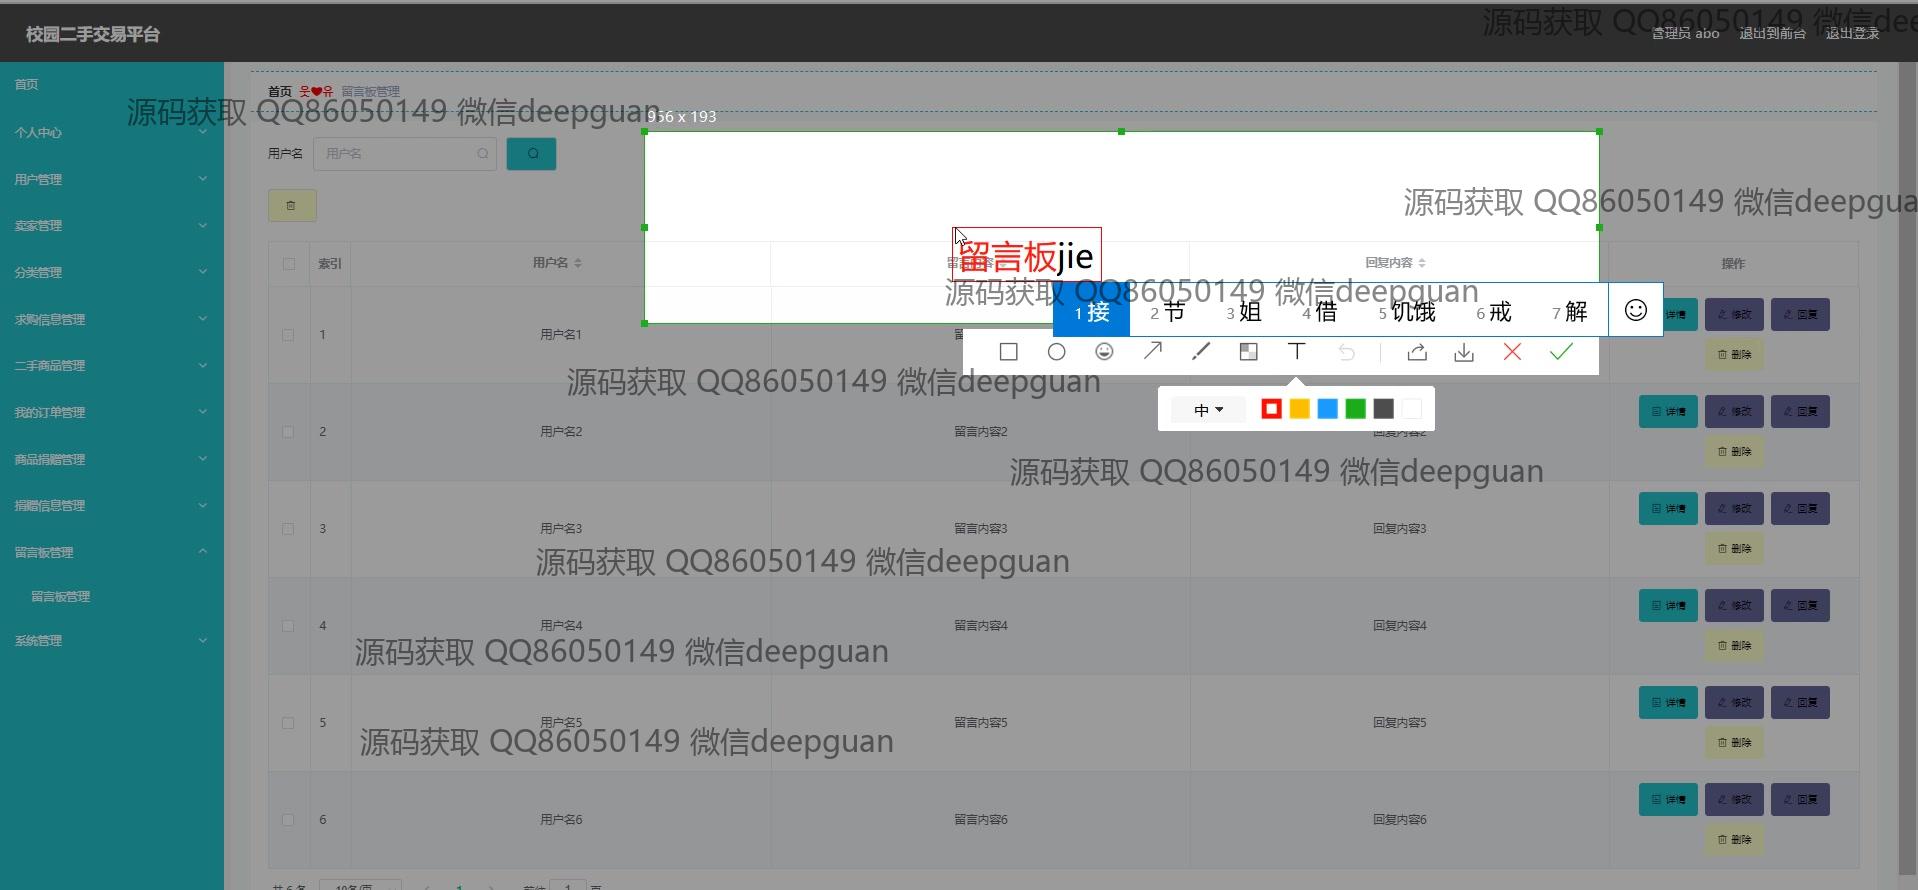 校园二手交易平台
源码获取 QQ86050149 微信dee
管理员 abo 退出到前台 退出登录
首页
首页 留言板管理
源码获取 QQ86050149 微信deepguan
956 x 193
个人中心
用户名 用户名
用户管理
源码获取 QQ86050149 微信deepgua
卖家管理
留言板jie
索引 用户名 回复内容 操作
分类管理
源码获取 QQ86050149 微信deepguan
1 接 2 节 3 姐 4 借 5 饥饿 6 戒 7 解
求购信息管理
1 用户名1 详情 修改 回复
删除
二手商品管理
源码获取 QQ86050149 微信deepguan
中
我的订单管理
2 用户名2 留言内容2 回复内容2 详情 修改 回复
删除
商品捐赠管理
源码获取 QQ86050149 微信deepguan
捐赠信息管理
3 用户名3 留言内容3 回复内容3 详情 修改 回复
删除
留言板管理
源码获取 QQ86050149 微信deepguan
留言板管理
4 用户名4 留言内容4 回复内容4 详情 修改 回复
删除
系统管理
源码获取 QQ86050149 微信deepguan
5 用户名5 留言内容5 回复内容5 详情 修改 回复
删除
源码获取 QQ86050149 微信deepguan
6 用户名6 留言内容6 回复内容6 详情 修改 回复
删除
共 6 条 10条/页 1 前往 1 页